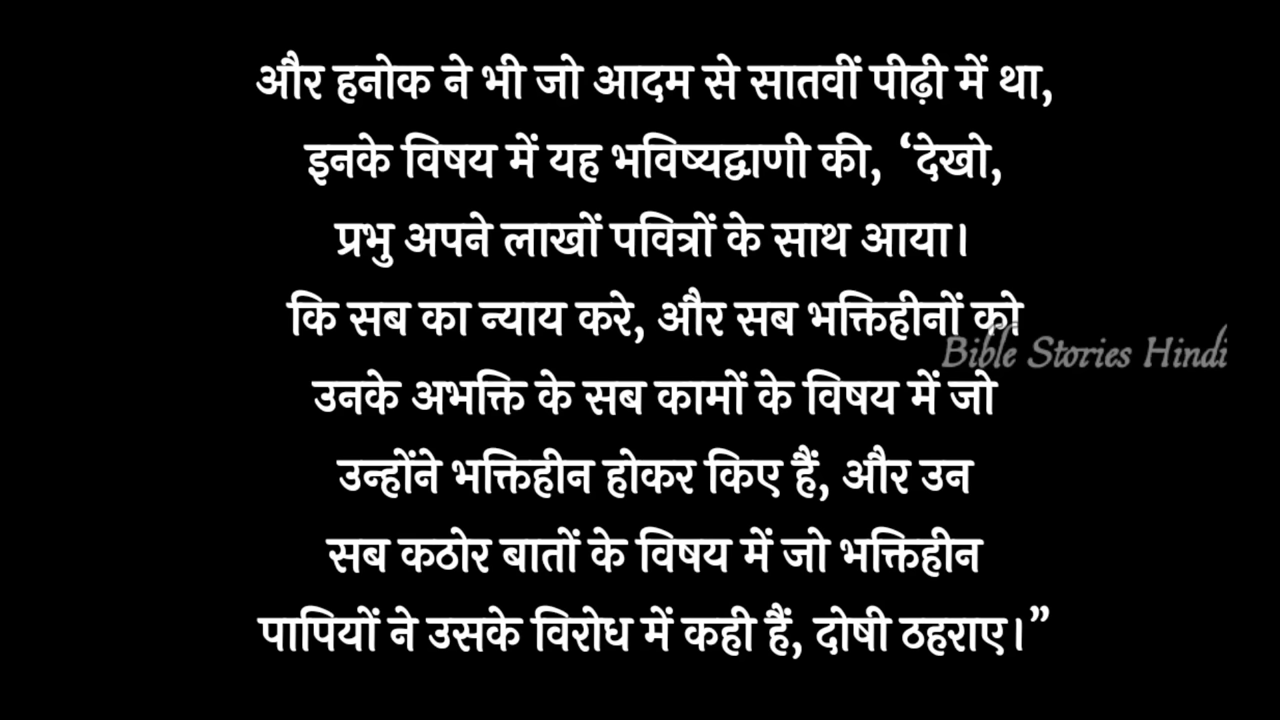 और हनोक ने भी जो आदम से सातवीं पीढ़ी में था,
इनके विषय में यह भविष्यद्वाणी की, ‘देखो,
प्रभु अपने लाखों पवित्रों के साथ आया।
कि सब का न्याय करे, और सब भक्तिहीनों को
Bible Stories Hindi
उनके अभक्ति के सब कामों के विषय में जो
उन्होंने भक्तिहीन होकर किए हैं, और उन
सब कठोर बातों के विषय में जो भक्तिहीन
पापियों ने उसके विरोध में कही हैं, दोषी ठहराए।”